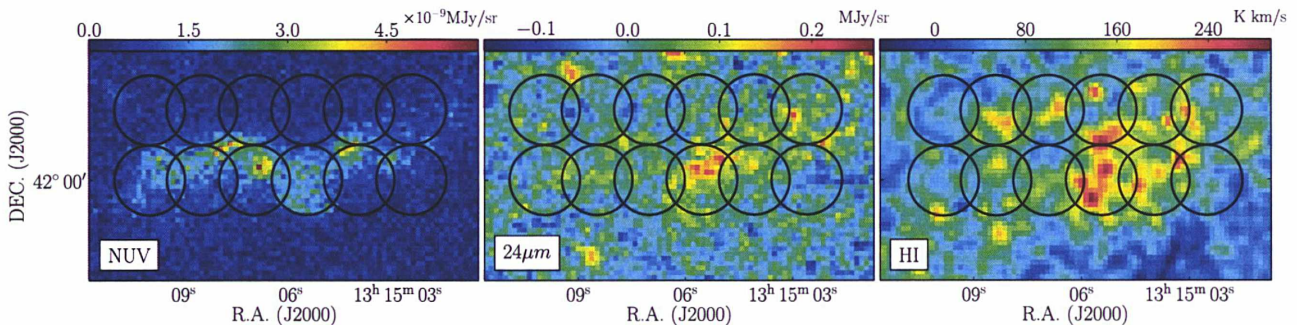 ×10⁻⁹MJy/sr MJy/sr K km/s
0.0 1.5 3.0 4.5 −0.1 0.0 0.1 0.2 0 80 160 240
DEC. (J2000)
42° 00′
NUV 24μm HI
09ˢ 06ˢ 13ʰ 15ᵐ 03ˢ 09ˢ 06ˢ 13ʰ 15ᵐ 03ˢ 09ˢ 06ˢ 13ʰ 15ᵐ 03ˢ
R.A. (J2000) R.A. (J2000) R.A. (J2000)